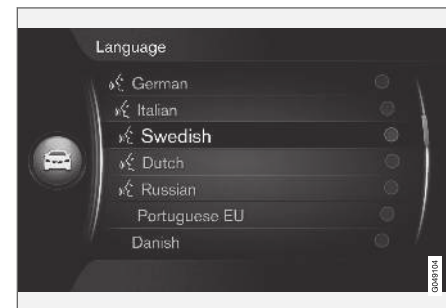 Language
German
Italian
Swedish
Dutch
Russian
Portuguese EU
Danish
G049104